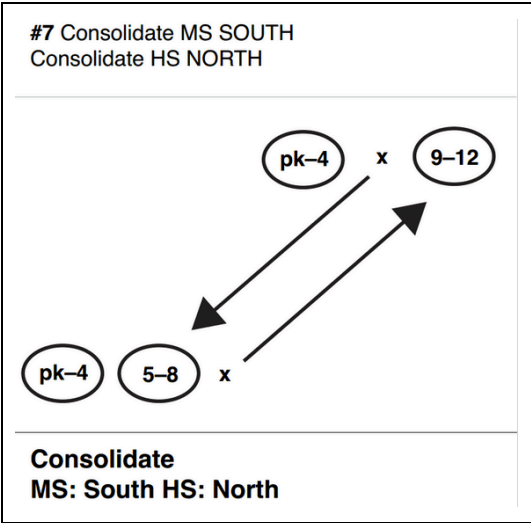 #7 Consolidate MS SOUTH
Consolidate HS NORTH
pk–4 x 9–12
pk–4 5–8 x
Consolidate
MS: South HS: North